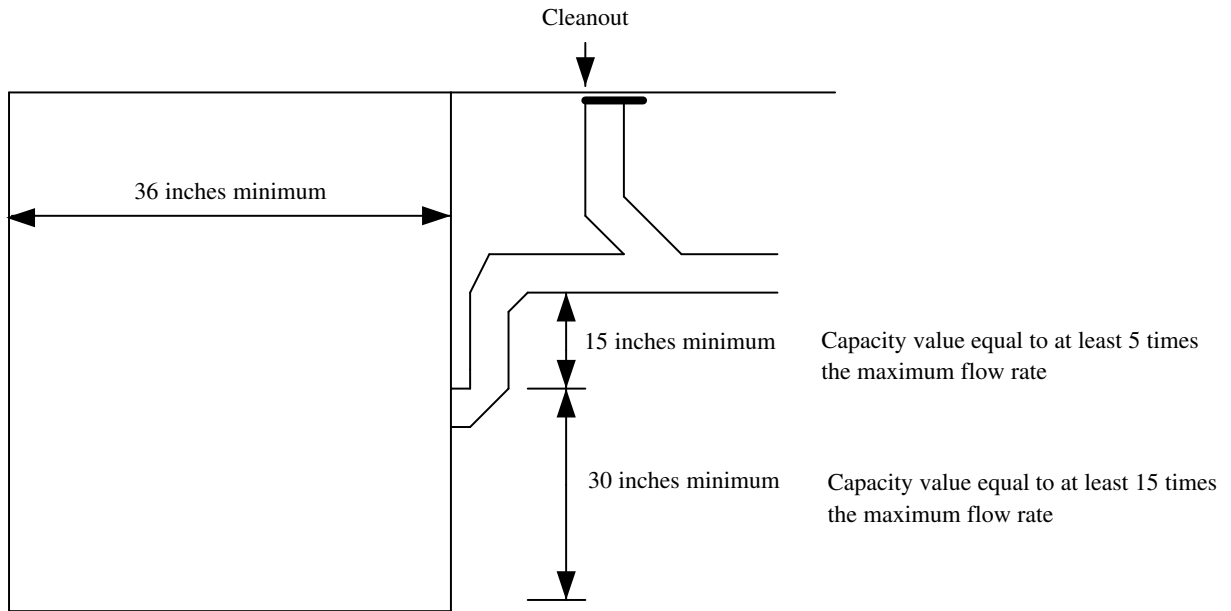 Cleanout
36 inches minimum
15 inches minimum
Capacity value equal to at least 5 times
the maximum flow rate
30 inches minimum
Capacity value equal to at least 15 times
the maximum flow rate